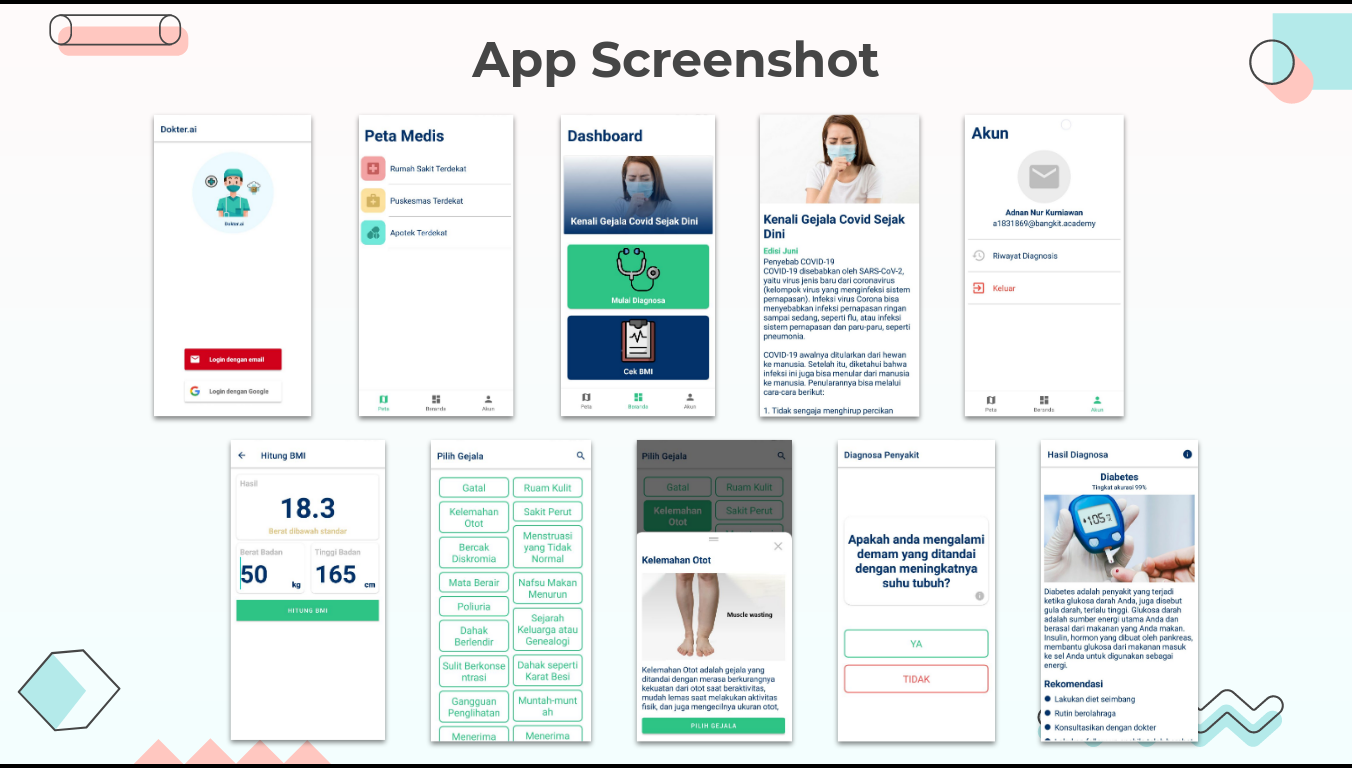 App Screenshot
Dokter.ai
Dokter.ai
Login dengan email
Login dengan Google
Peta Medis
Rumah Sakit Terdekat
Puskesmas Terdekat
Apotek Terdekat
Peta
Beranda
Akun
Dashboard
Kenali Gejala Covid Sejak Dini
Mulai Diagnosa
Cek BMI
Peta
Beranda
Akun
Kenali Gejala Covid Sejak
Dini
Edisi Juni
Penyebab COVID-19
COVID-19 disebabkan oleh SARS-CoV-2,
yaitu virus jenis baru dari coronavirus
(kelompok virus yang menginfeksi sistem
pernapasan). Infeksi virus Corona bisa
menyebabkan infeksi pernapasan ringan
sampai sedang, seperti flu, atau infeksi
sistem pernapasan dan paru-paru, seperti
pneumonia.
COVID-19 awalnya ditularkan dari hewan
ke manusia. Setelah itu, diketahui bahwa
infeksi ini juga bisa menular dari manusia
ke manusia. Penularannya bisa melalui
cara-cara berikut:
1. Tidak sengaja menghirup percikan
Akun
Adnan Nur Kurniawan
a1831869@bangkit.academy
Riwayat Diagnosis
Keluar
Peta
Beranda
Akun
Hitung BMI
Hasil
18.3
Berat dibawah standar
Berat Badan
50 kg
Tinggi Badan
165 cm
HITUNG BMI
Pilih Gejala
Gatal
Ruam Kulit
Kelemahan
Otot
Sakit Perut
Bercak
Diskromia
Menstruasi
yang Tidak
Normal
Mata Berair
Nafsu Makan
Menurun
Poliuria
Sejarah
Keluarga atau
Genealogi
Dahak
Berlendir
Sulit Berkonse
ntrasi
Dahak seperti
Karat Besi
Gangguan
Penglihatan
Muntah-munt
ah
Menerima
Menerima
Pilih Gejala
Gatal
Ruam Kulit
Kelemahan
Otot
Sakit Perut
Kelemahan Otot
Muscle wasting
Kelemahan Otot adalah gejala yang
ditandai dengan merasa berkurangnya
kekuatan dari otot saat beraktivitas,
mudah lemas saat melakukan aktivitas
fisik, dan juga mengecilnya ukuran otot,
PILIH GEJALA
Diagnosa Penyakit
Apakah anda mengalami
demam yang ditandai
dengan meningkatnya
suhu tubuh?
YA
TIDAK
Hasil Diagnosa
Diabetes
Tingkat akurasi 99%
105
Diabetes adalah penyakit yang terjadi
ketika glukosa darah Anda, juga disebut
gula darah, terlalu tinggi. Glukosa darah
adalah sumber energi utama Anda dan
berasal dari makanan yang Anda makan.
Insulin, hormon yang dibuat oleh pankreas,
membantu glukosa dari makanan masuk
ke sel Anda untuk digunakan sebagai
energi.
Rekomendasi
Lakukan diet seimbang
Rutin berolahraga
Konsultasikan dengan dokter